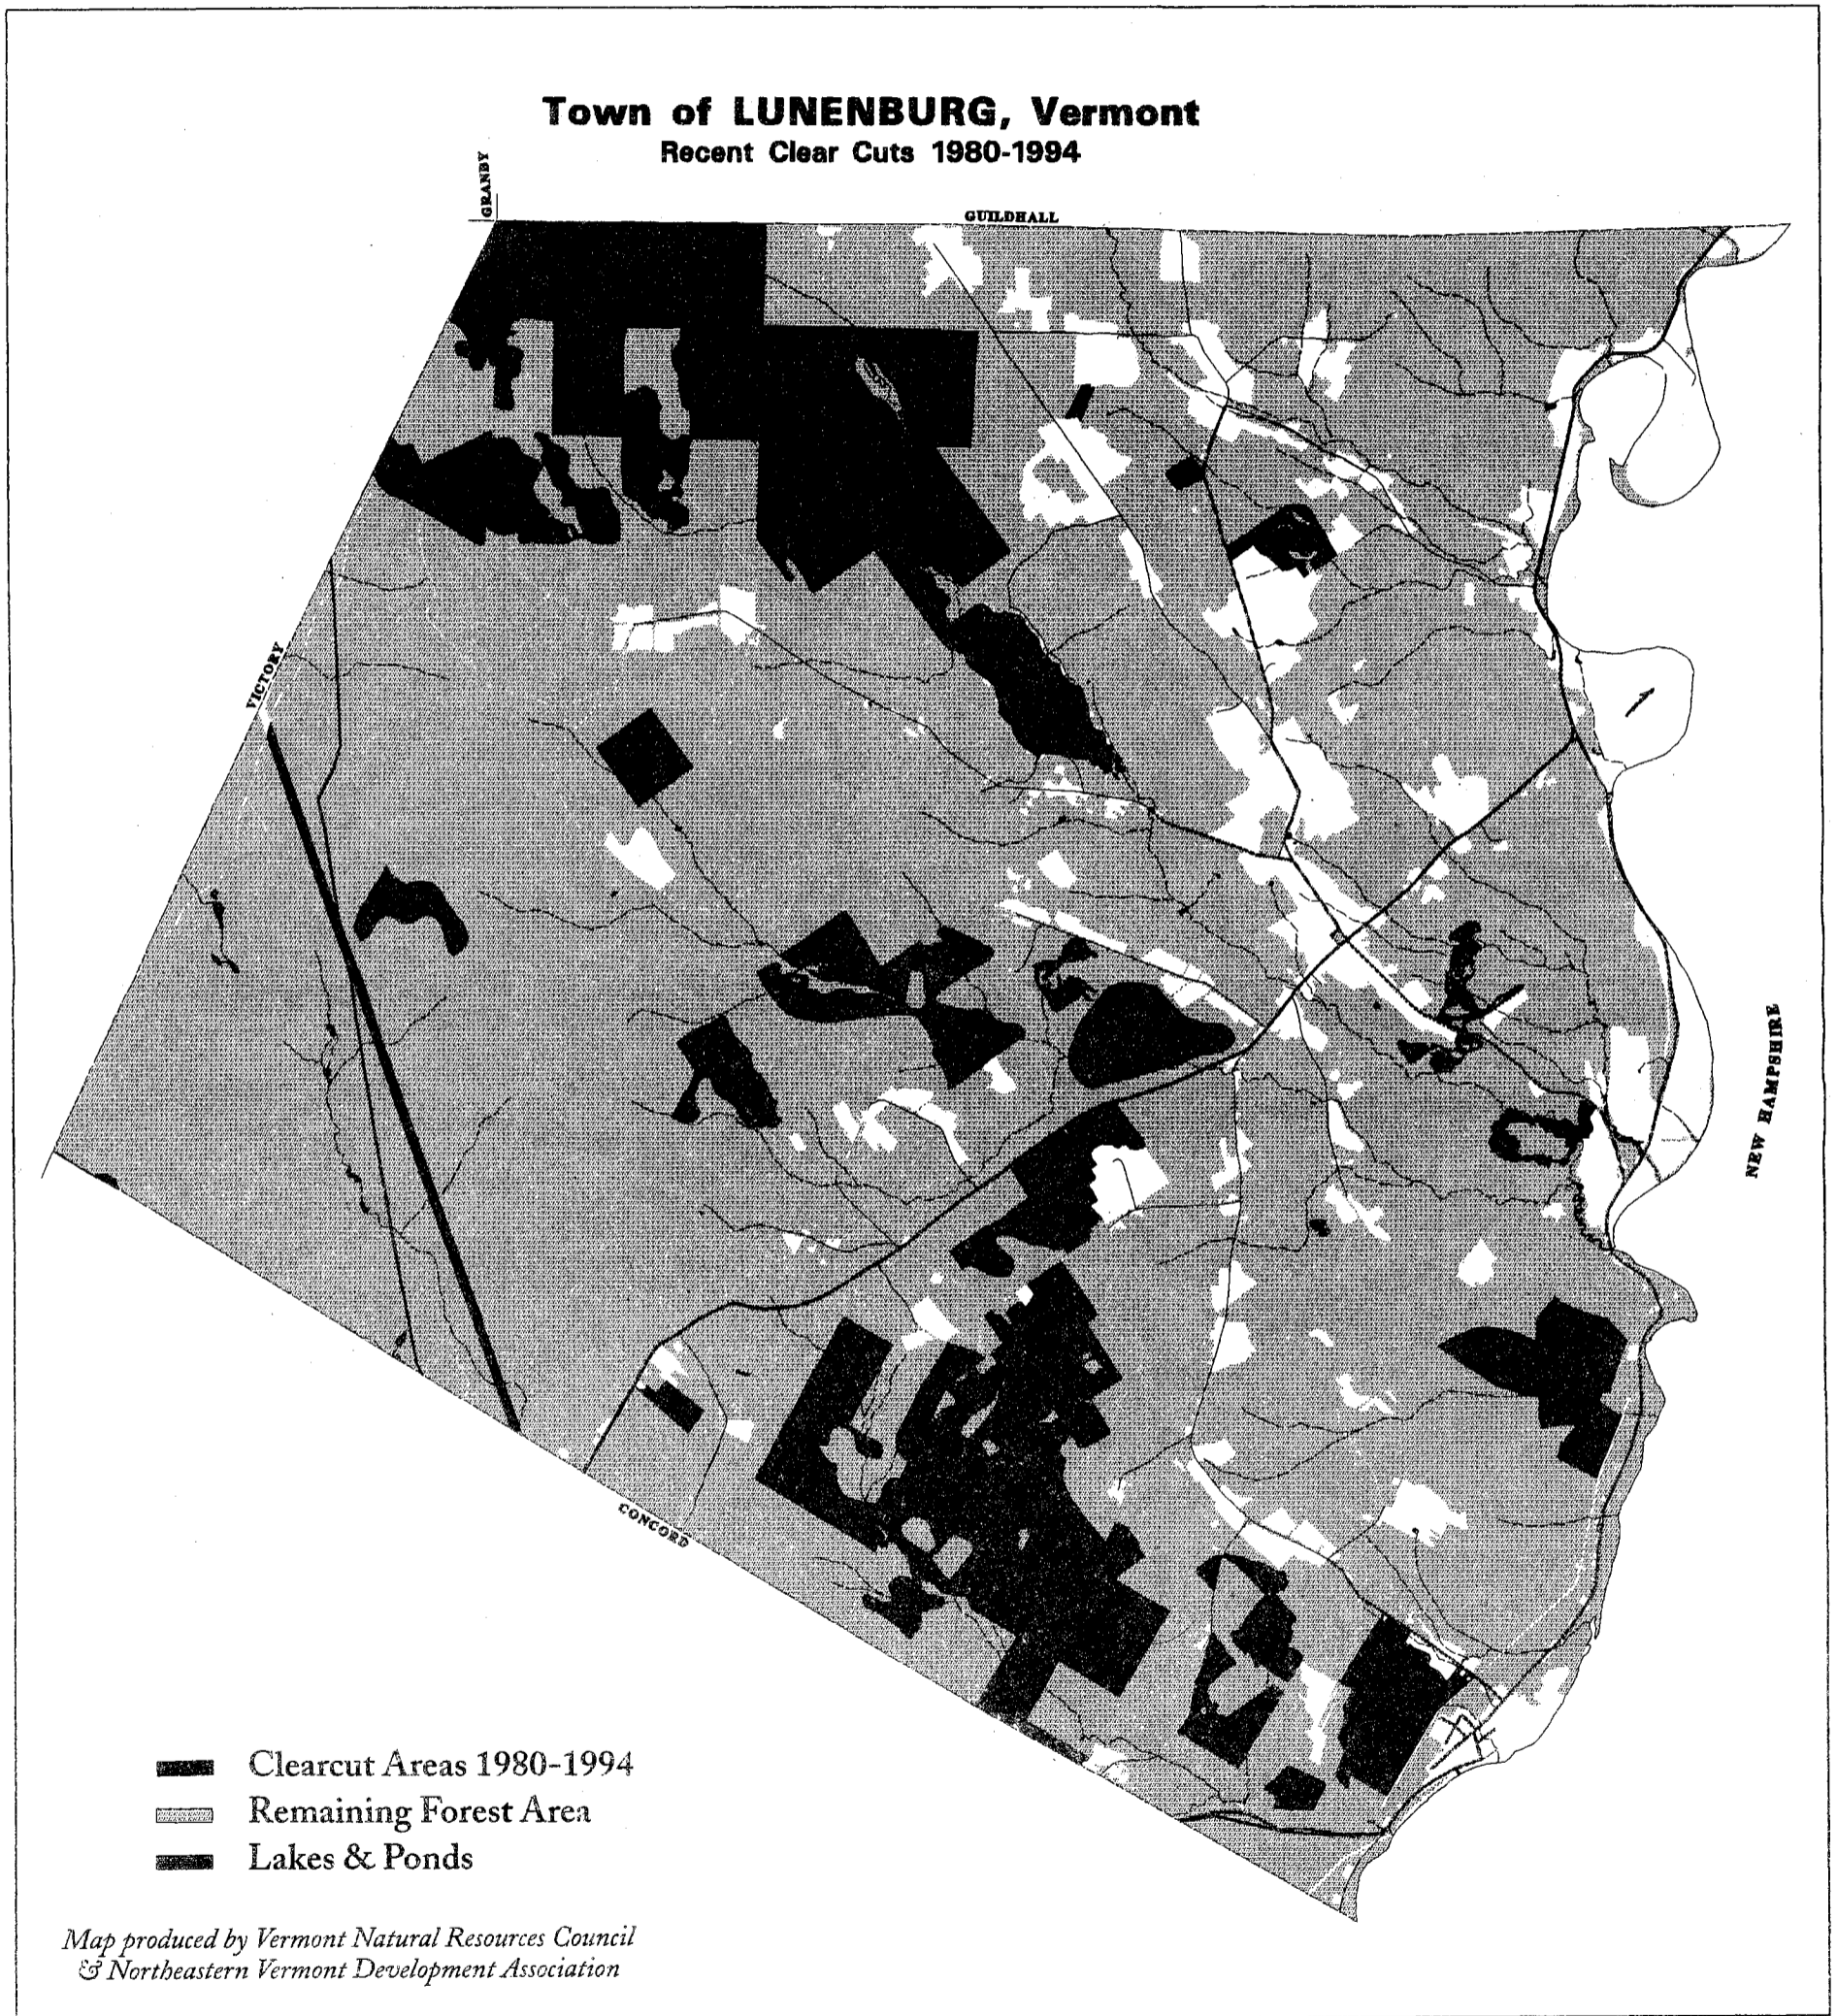 Town of LUNENBURG, Vermont
Recent Clear Cuts 1980-1994
GRANBY
GUILDHALL
VICTORY
NEW HAMPSHIRE
CONCORD
Clearcut Areas 1980-1994
Remaining Forest Area
Lakes & Ponds
Map produced by Vermont Natural Resources Council
& Northeastern Vermont Development Association